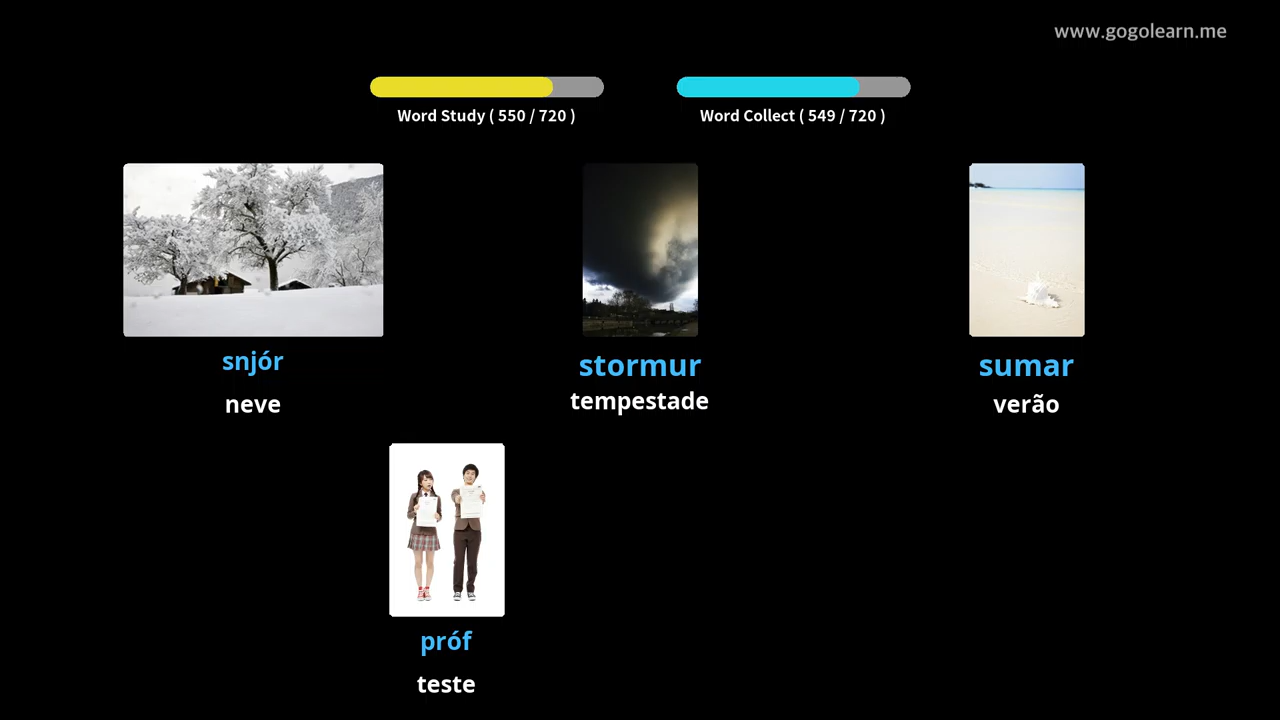 www.gogolearn.me
Word Study ( 550 / 720 )
Word Collect ( 549 / 720 )
snjór
neve
stormur
tempestade
sumar
verão
próf
teste